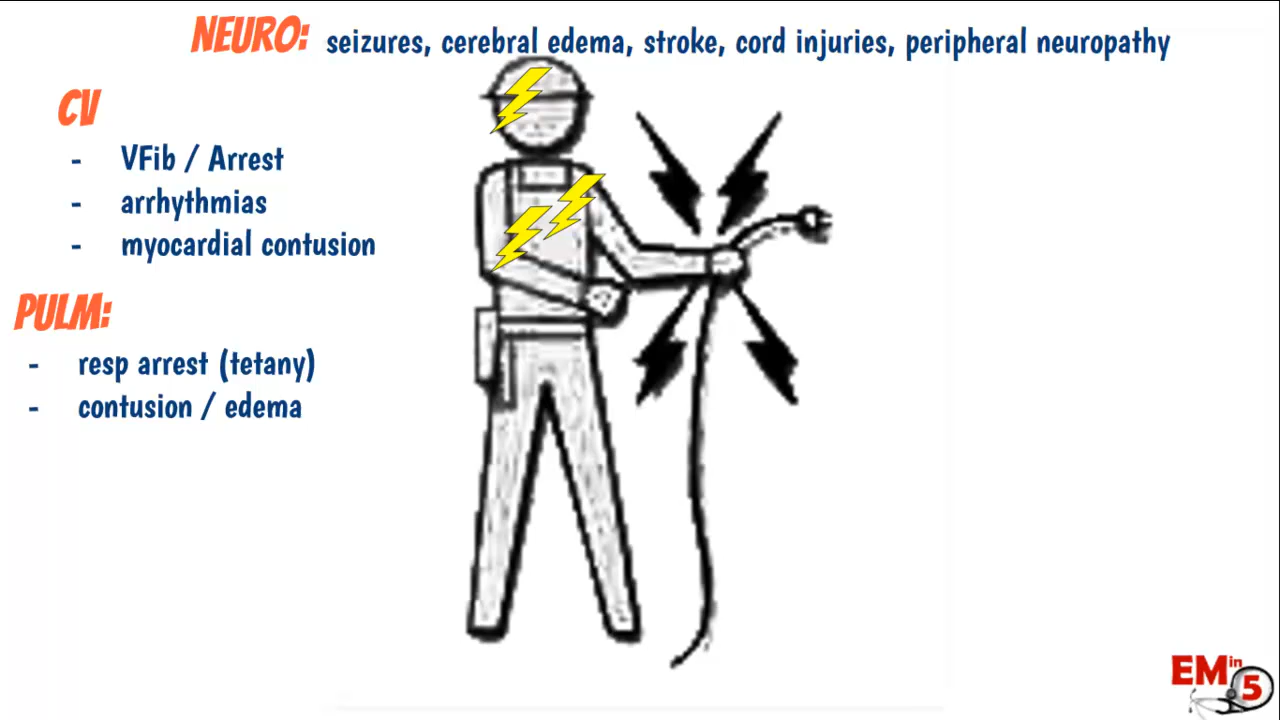 NEURO: seizures, cerebral edema, stroke, cord injuries, peripheral neuropathy
CV
- VFib / Arrest
- arrhythmias
- myocardial contusion
PULM:
- resp arrest (tetany)
- contusion / edema
EM in 5